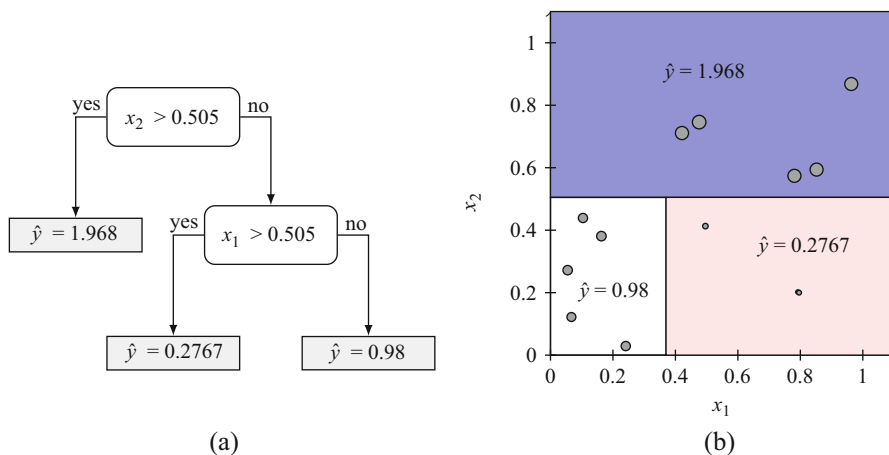 yes
no
x₂ > 0.505
ŷ = 1.968
yes
no
x₁ > 0.505
ŷ = 0.2767
ŷ = 0.98
(a)
1
0.8
0.6
0.4
0.2
0
x₂
ŷ = 1.968
ŷ = 0.2767
ŷ = 0.98
0
0.2
0.4
0.6
0.8
1
x₁
(b)